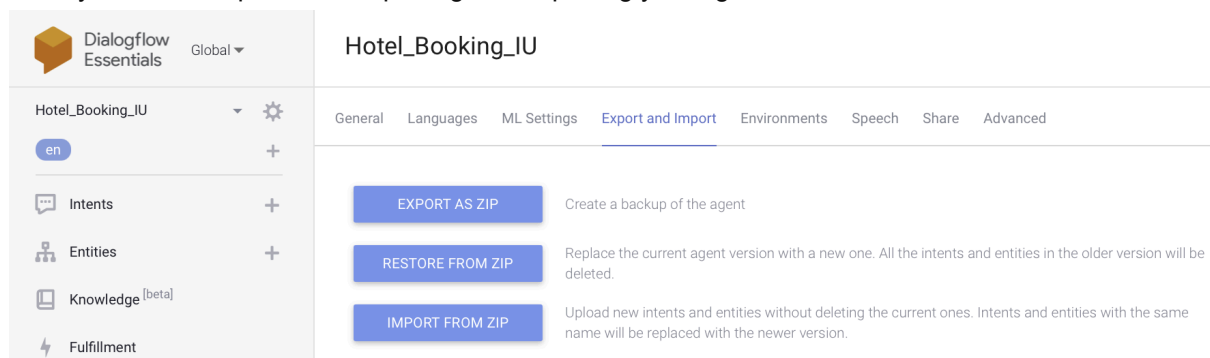 Dialogflow
Essentials
Global
Hotel_Booking_IU
Hotel_Booking_IU
en
General Languages ML Settings Export and Import Environments Speech Share Advanced
Intents
Entities
Knowledge [beta]
Fulfillment
EXPORT AS ZIP
Create a backup of the agent
RESTORE FROM ZIP
Replace the current agent version with a new one. All the intents and entities in the older version will be
deleted.
IMPORT FROM ZIP
Upload new intents and entities without deleting the current ones. Intents and entities with the same
name will be replaced with the newer version.